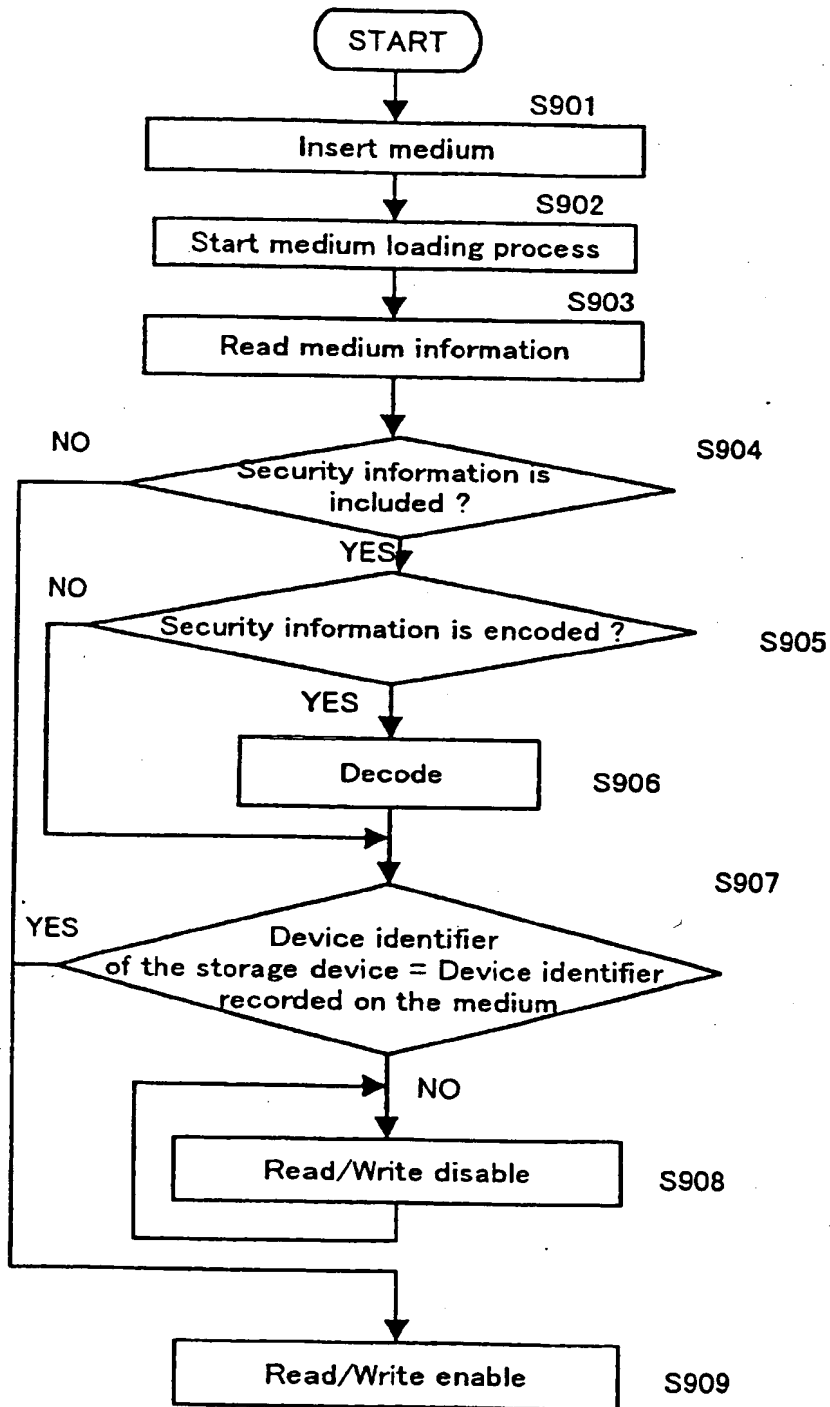 START
S901
Insert medium
S902
Start medium loading process
S903
Read medium information
NO
S904
Security information is
included ?
YES
NO
Security information is encoded ?
S905
YES
Decode
S906
S907
YES
Device identifier
of the storage device = Device identifier
recorded on the medium
NO
Read/Write disable
S908
Read/Write enable
S909